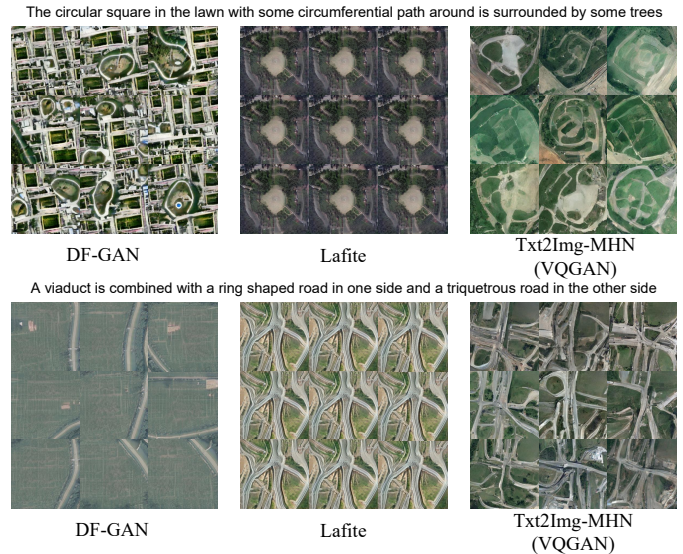 The circular square in the lawn with some circumferential path around is surrounded by some trees
DF-GAN
Lafite
Txt2Img-MHN
(VQGAN)
A viaduct is combined with a ring shaped road in one side and a triquetrous road in the other side
DF-GAN
Lafite
Txt2Img-MHN
(VQGAN)